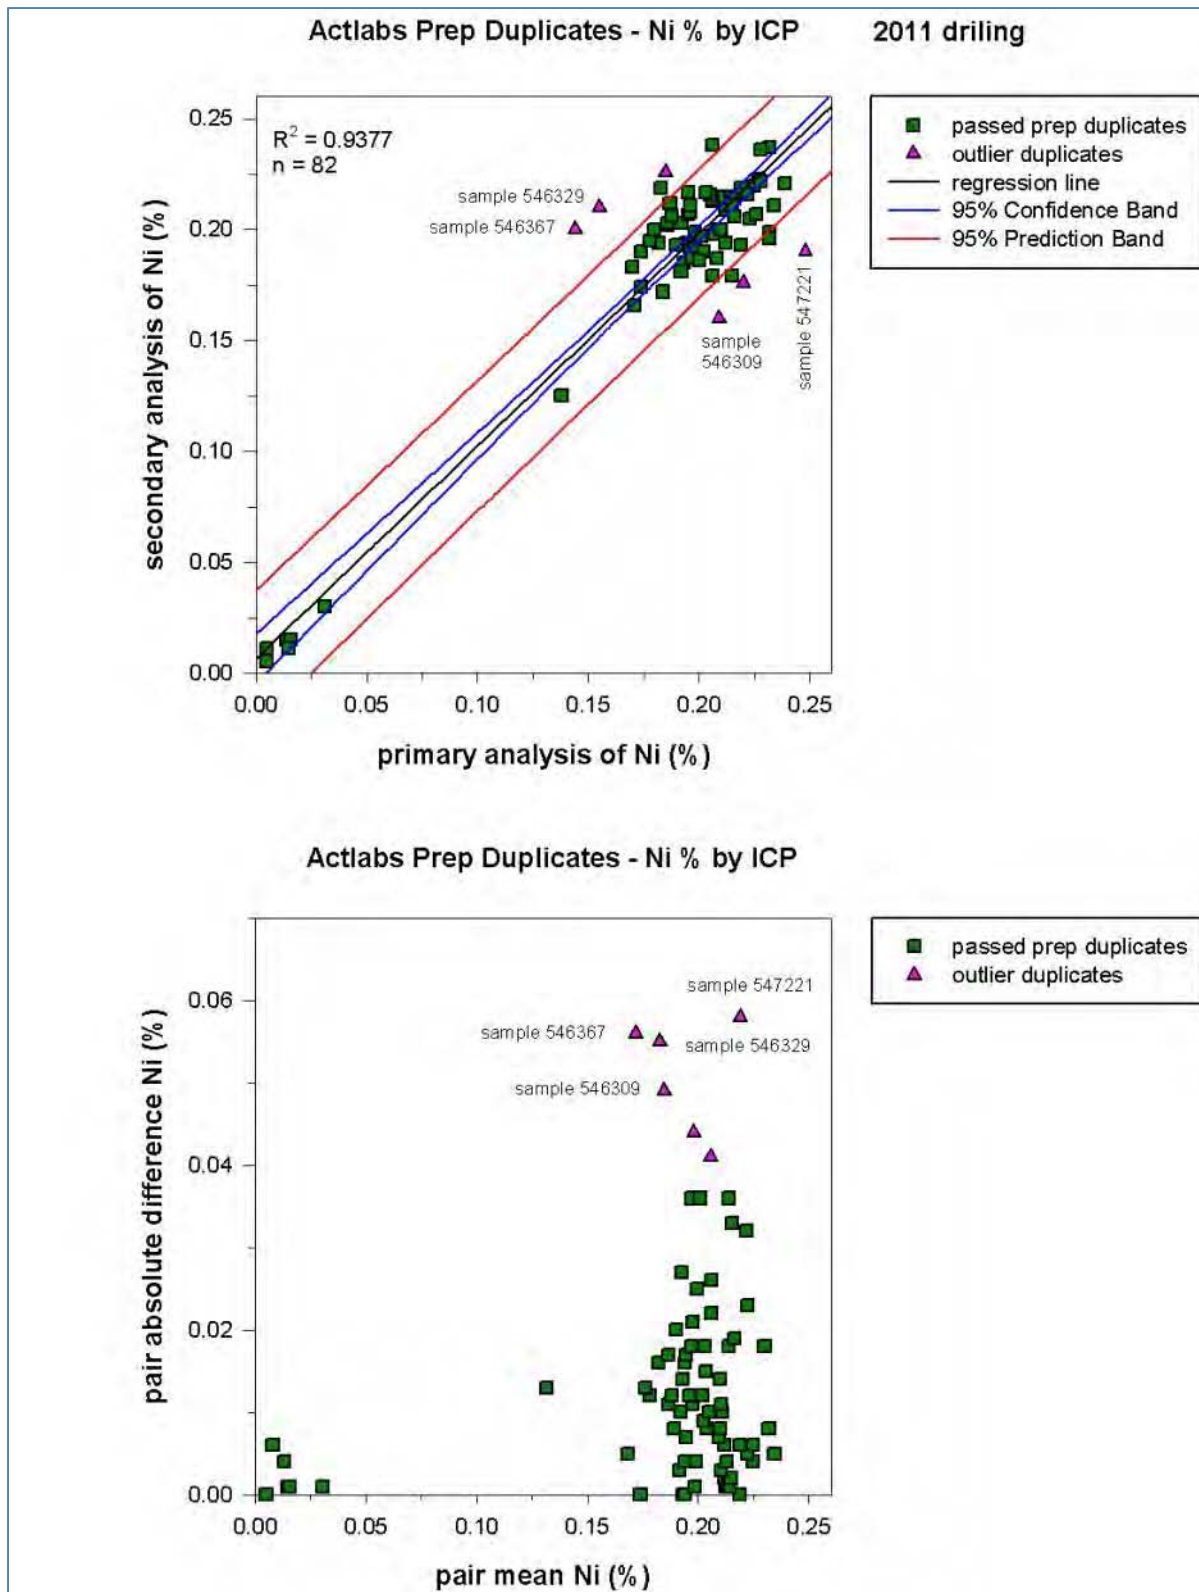 Actlabs Prep Duplicates - Ni % by ICP
2011 driling
R² = 0.9377
n = 82
passed prep duplicates
outlier duplicates
regression line
95% Confidence Band
95% Prediction Band
sample 546329
sample 546367
sample
546309
sample 547221
0.25
0.20
0.15
0.10
0.05
0.00
secondary analysis of Ni (%)
0.00 0.05 0.10 0.15 0.20 0.25
primary analysis of Ni (%)
Actlabs Prep Duplicates - Ni % by ICP
passed prep duplicates
outlier duplicates
sample 547221
sample 546367
sample 546329
sample 546309
0.06
0.04
0.02
0.00
pair absolute difference Ni (%)
0.00 0.05 0.10 0.15 0.20 0.25
pair mean Ni (%)